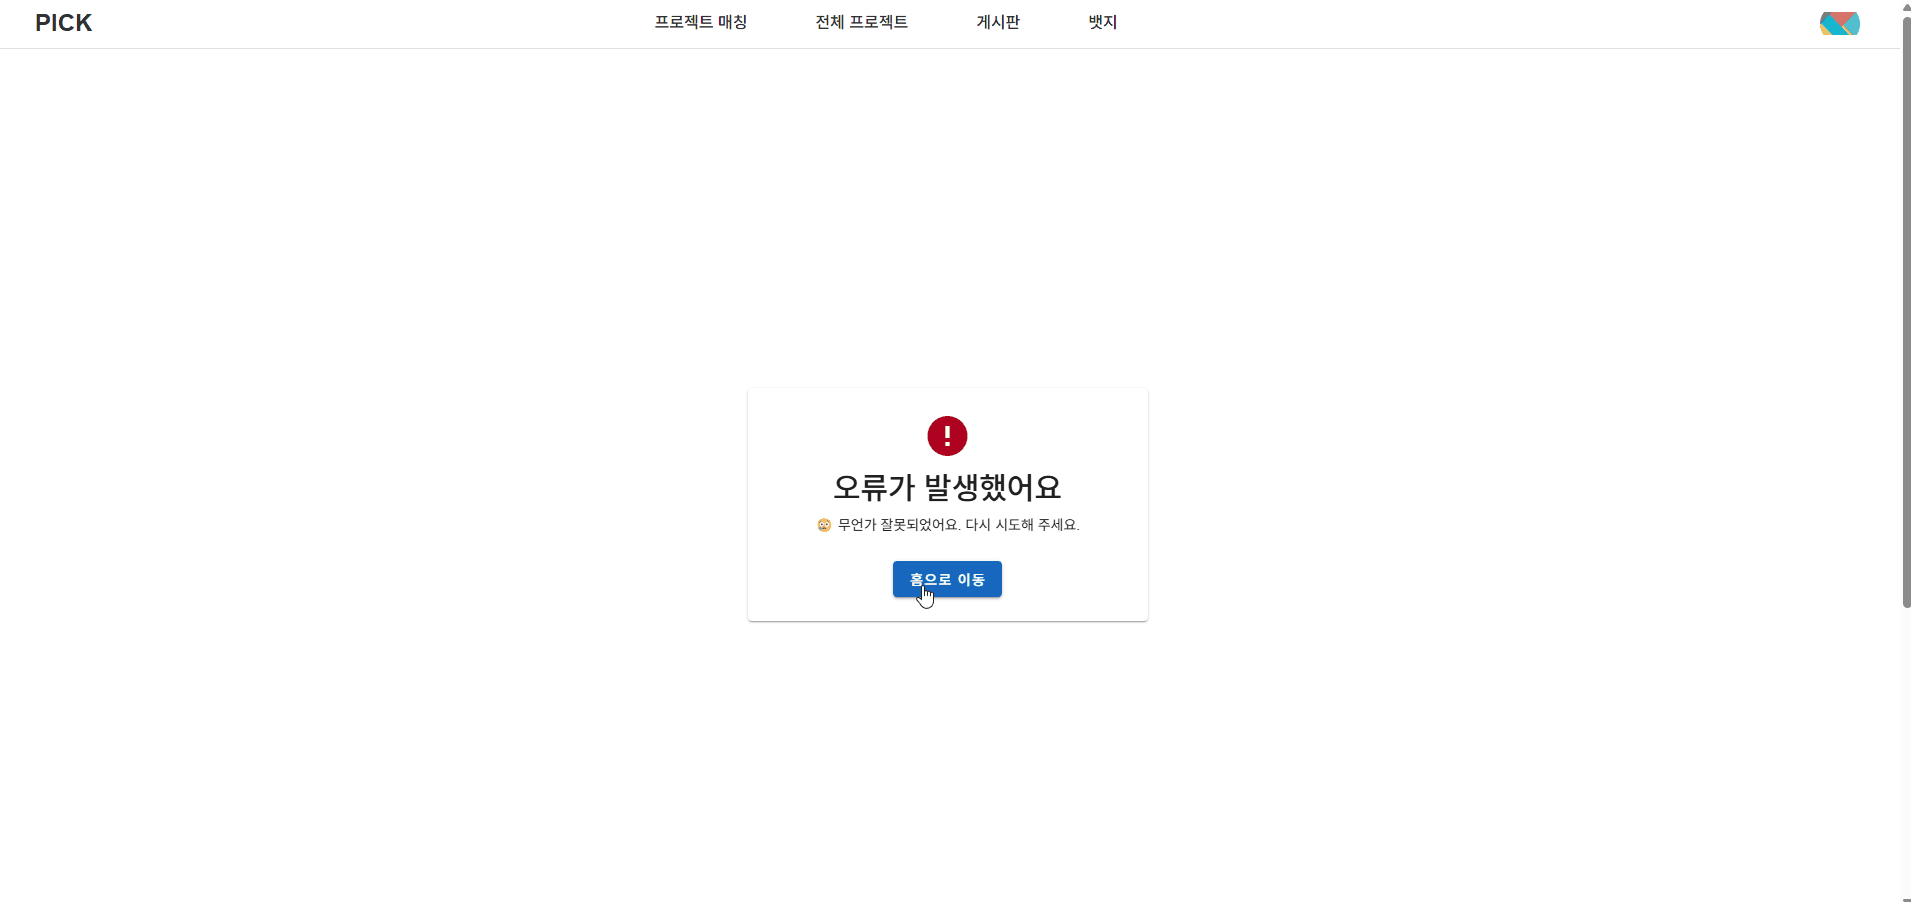 PICK
프로젝트 매칭
전체 프로젝트
게시판
뱃지
오류가 발생했어요
😳 무언가 잘못되었어요. 다시 시도해 주세요.
홈으로 이동